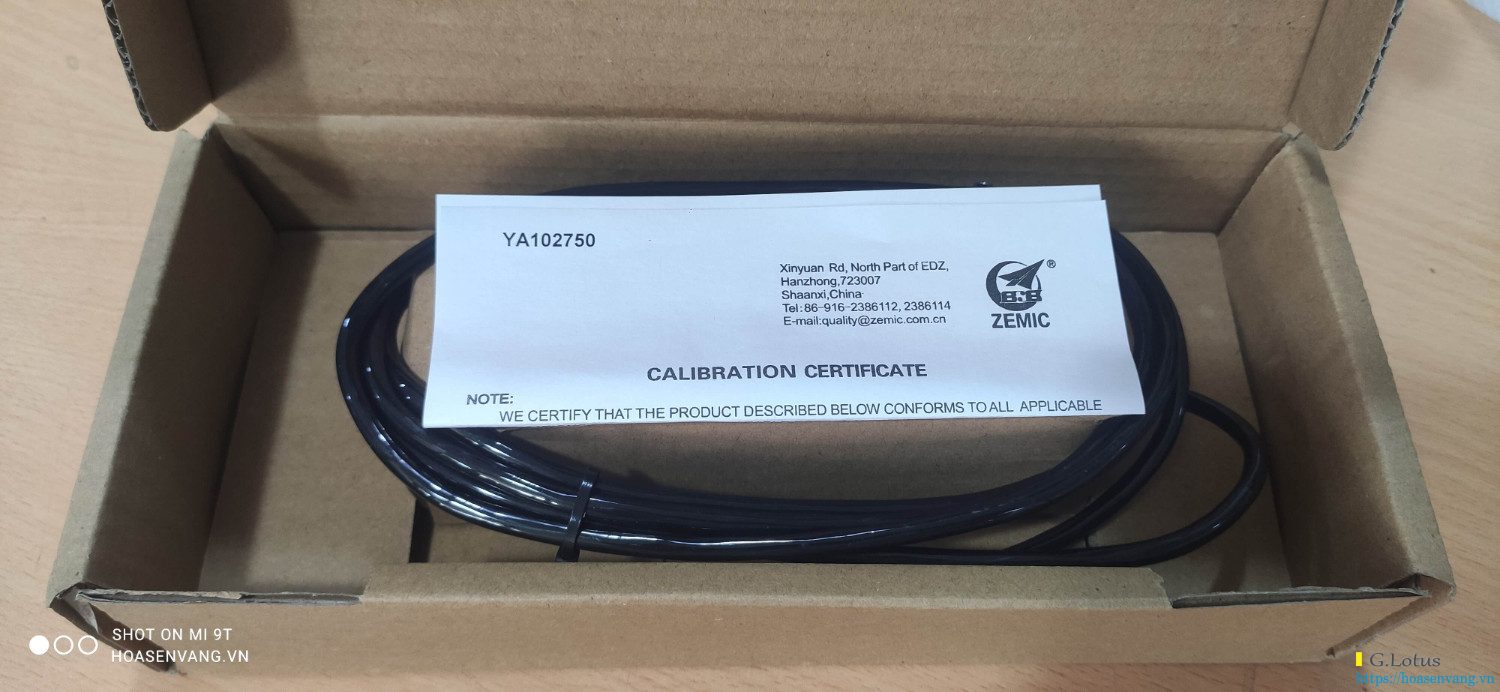 YA102750
Xinyuan Rd, North Part of EDZ,
Hanzhong,723007
Shaanxi,China
Tel:86-916-2386112, 2386114
E-mail:quality@zemic.com.cn
®
BSB
ZEMIC
CALIBRATION CERTIFICATE
NOTE:
WE CERTIFY THAT THE PRODUCT DESCRIBED BELOW CONFORMS TO ALL APPLICABLE
SHOT ON MI 9T
HOASENVANG.VN
G.Lotus
https://hoasenvang.vn